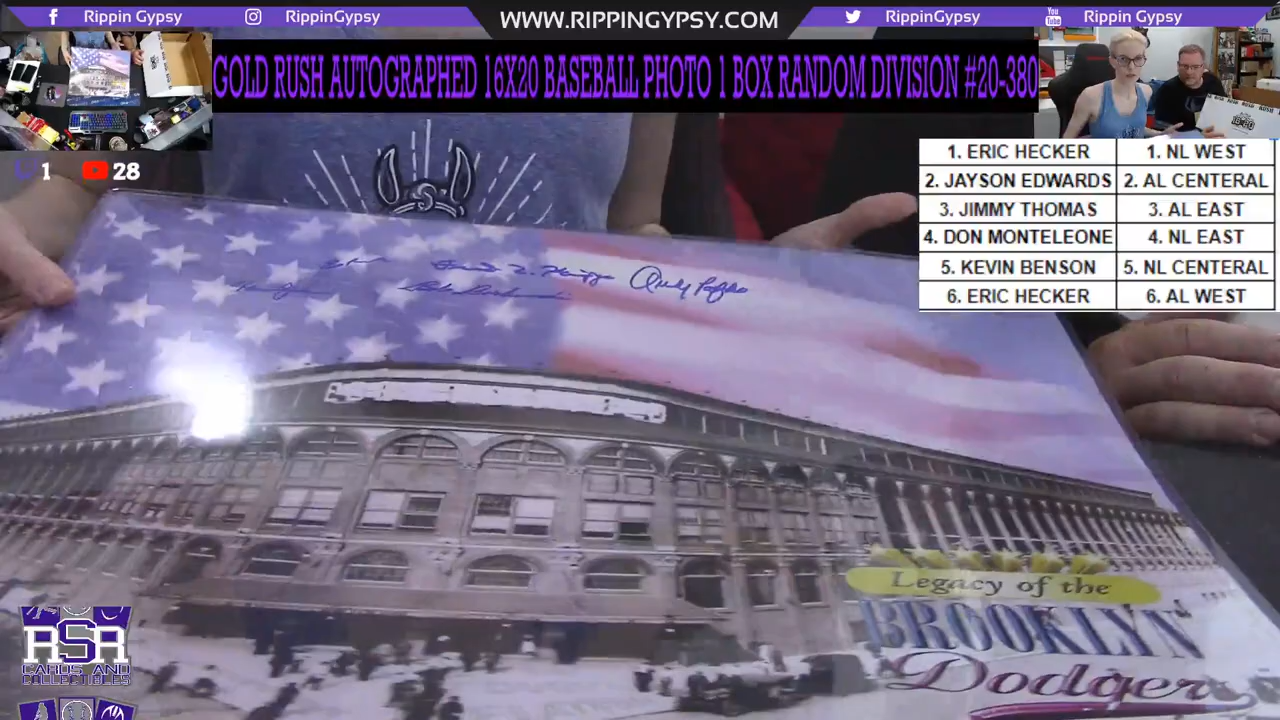 Rippin Gypsy
RippinGypsy
WWW.RIPPINGYPSY.COM
RippinGypsy
Rippin Gypsy
GOLD RUSH AUTOGRAPHED 16X20 BASEBALL PHOTO 1 BOX RANDOM DIVISION #20-380
1
28
1. ERIC HECKER 1. NL WEST
2. JAYSON EDWARDS 2. AL CENTERAL
3. JIMMY THOMAS 3. AL EAST
4. DON MONTELEONE 4. NL EAST
5. KEVIN BENSON 5. NL CENTERAL
6. ERIC HECKER 6. AL WEST
Andy Pafko
Legacy of the
BROOKLYN
Dodgers
RSR
CARDS AND
COLLECTIBLES